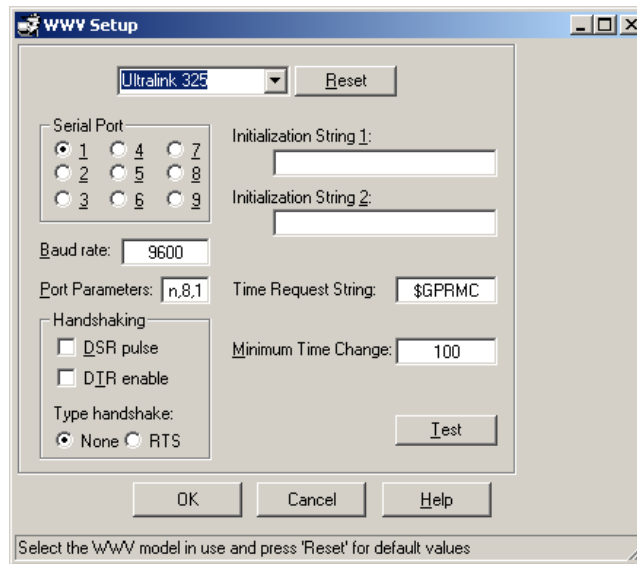 WWV Setup
Ultralink 325
Reset
Serial Port
1 4 7
2 5 8
3 6 9
Initialization String 1:
Initialization String 2:
Baud rate: 9600
Port Parameters: n,8,1
Time Request String: $GPRMC
Handshaking
DSR pulse
DTR enable
Minimum Time Change: 100
Type handshake:
None RTS
Test
OK Cancel Help
Select the WWV model in use and press 'Reset' for default values